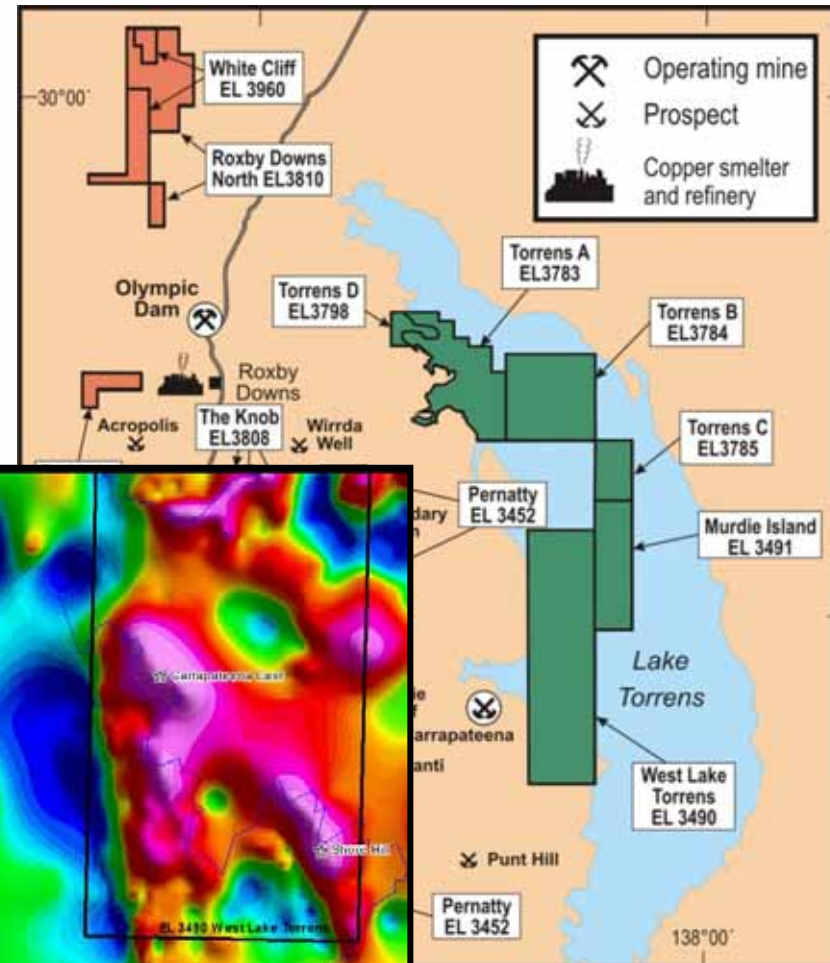 White Cliff
EL 3960
30°00´
Roxby Downs
North EL3810
Operating mine
Prospect
Copper smelter
and refinery
Torrens A
EL3783
Torrens D
EL3798
Olympic
Dam
Torrens B
EL3784
Roxby
Downs
The Knob
EL3808
Acropolis
Wirrda
Well
Torrens C
EL3785
Pernatty
EL 3452
dary
Murdie Island
EL 3491
Carrapateena East
Lake
Torrens
arrapateena
anti
West Lake
Torrens
EL 3490
Shore Hill
Punt Hill
Pernatty
EL 3452
EL 3490 West Lake Torrens
138°00´